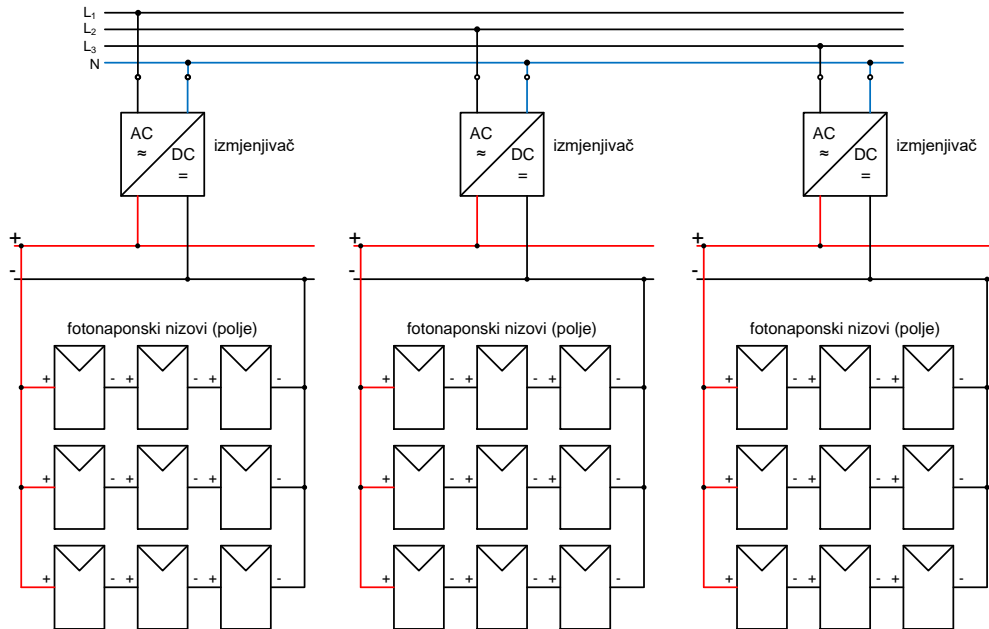 L₁
L₂
L₃
N
AC
≈
DC
=
izmjenjivač
AC
≈
DC
=
izmjenjivač
AC
≈
DC
=
izmjenjivač
+ + +
- - -
fotonaponski nizovi (polje) fotonaponski nizovi (polje) fotonaponski nizovi (polje)
+ - + - + - + - + - + - + - + - + -
+ - + - + - + - + - + - + - + - + -
+ - + - + - + - + - + - + - + - + -